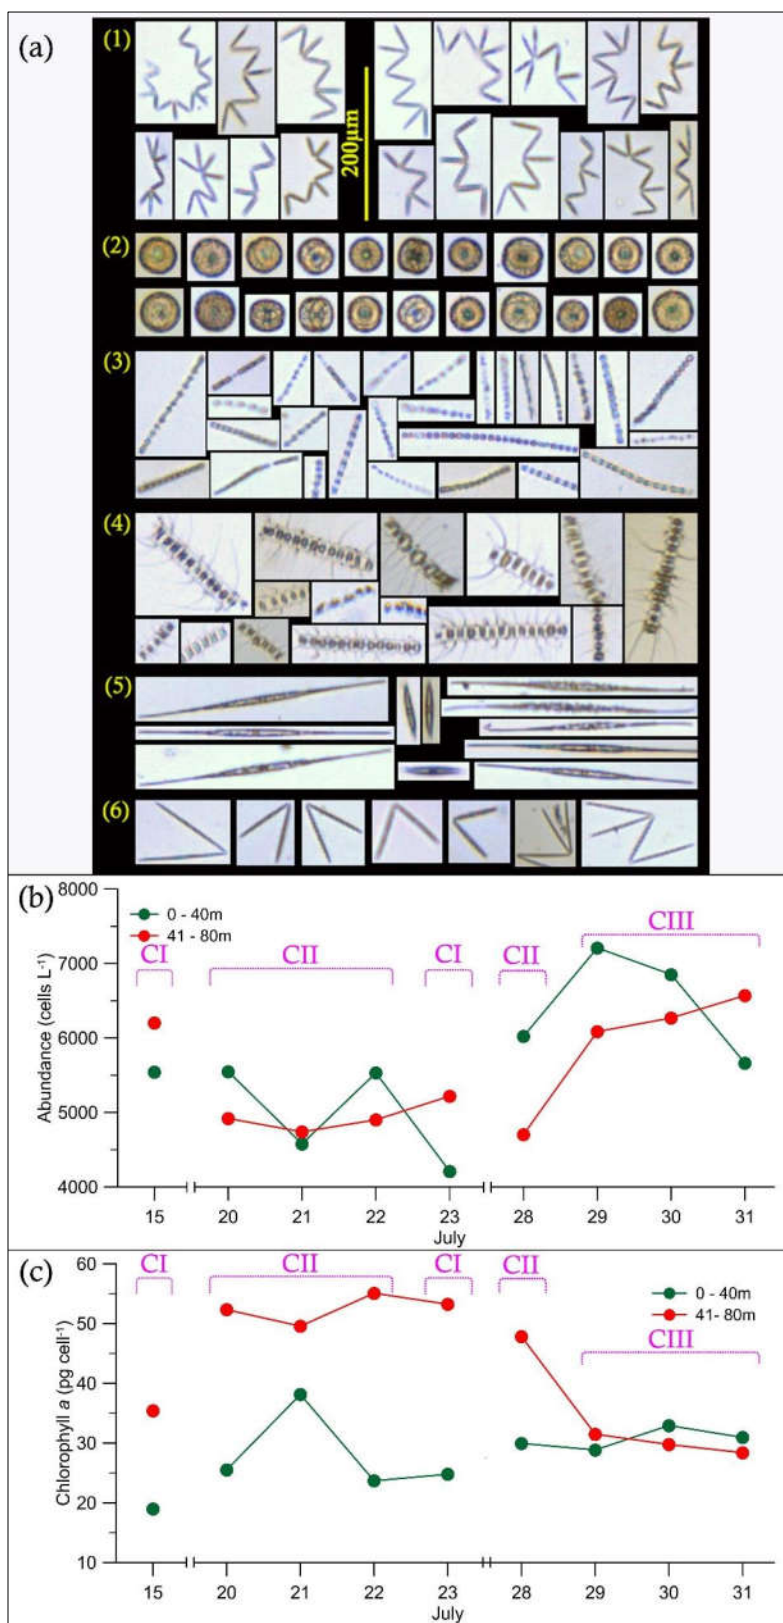 (a)
(1)
200µm
(2)
(3)
(4)
(5)
(6)
(b)
8000
7000
6000
5000
4000
Abundance (cells L⁻¹)
0 - 40m
41 - 80m
CI
CII
CI
CII
CIII
15
20
21
22
23
28
29
30
31
July
(c)
60
50
40
30
20
10
Chlorophyll a (pg cell⁻¹)
CI
CII
CI
CII
0 - 40m
41- 80m
CIII
15
20
21
22
23
28
29
30
31
July